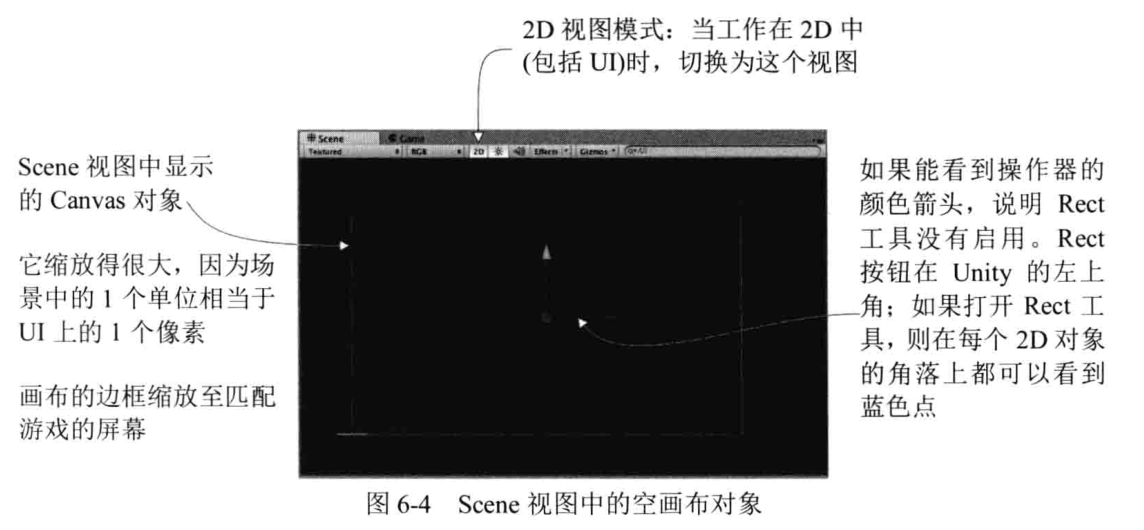 2D 视图模式：当工作在 2D 中
(包括 UI)时，切换为这个视图
Scene Game
Textured RGB 2D Effects Gizmos All
Scene 视图中显示
的 Canvas 对象
它缩放得很大，因为场
景中的 1 个单位相当于
UI 上的 1 个像素
画布的边框缩放至匹配
游戏的屏幕
如果能看到操作器的
颜色箭头，说明 Rect
工具没有启用。Rect
按钮在 Unity 的左上
角；如果打开 Rect 工
具，则在每个 2D 对象
的角落上都可以看到
蓝色点
图 6-4 Scene 视图中的空画布对象